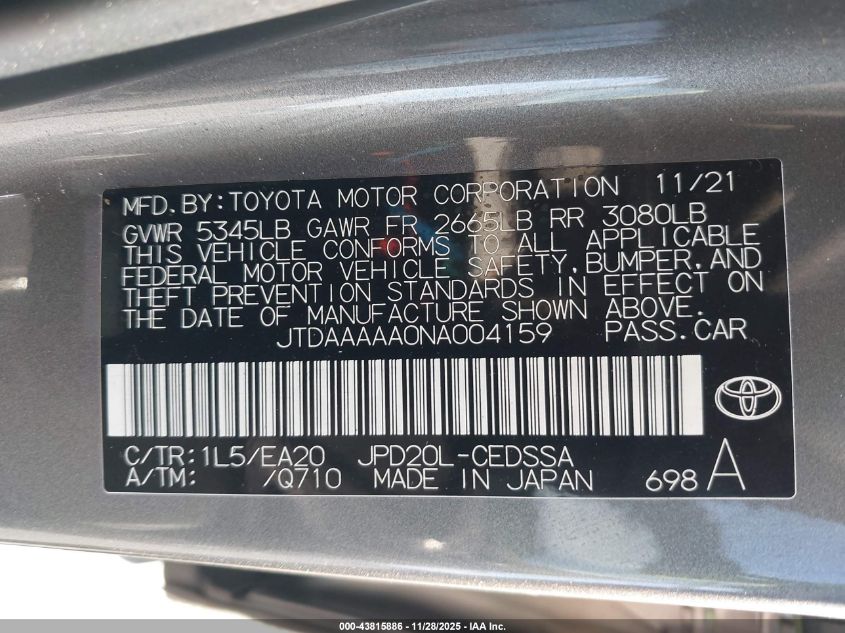 MFD. BY: TOYOTA MOTOR CORPORATION 11/21
GVWR 5345LB GAWR FR 2665LB RR 3080LB
THIS VEHICLE CONFORMS TO ALL APPLICABLE
FEDERAL MOTOR VEHICLE SAFETY, BUMPER, AND
THEFT PREVENTION STANDARDS IN EFFECT ON
THE DATE OF MANUFACTURE SHOWN ABOVE.
JTDAAAAAA0NA004159 PASS. CAR
C/TR: 1L5/EA20 JPD20L-CEDSSA
A/TM: /Q710 MADE IN JAPAN 698 A
000-43815886 - 11/28/2025 - IAA Inc.